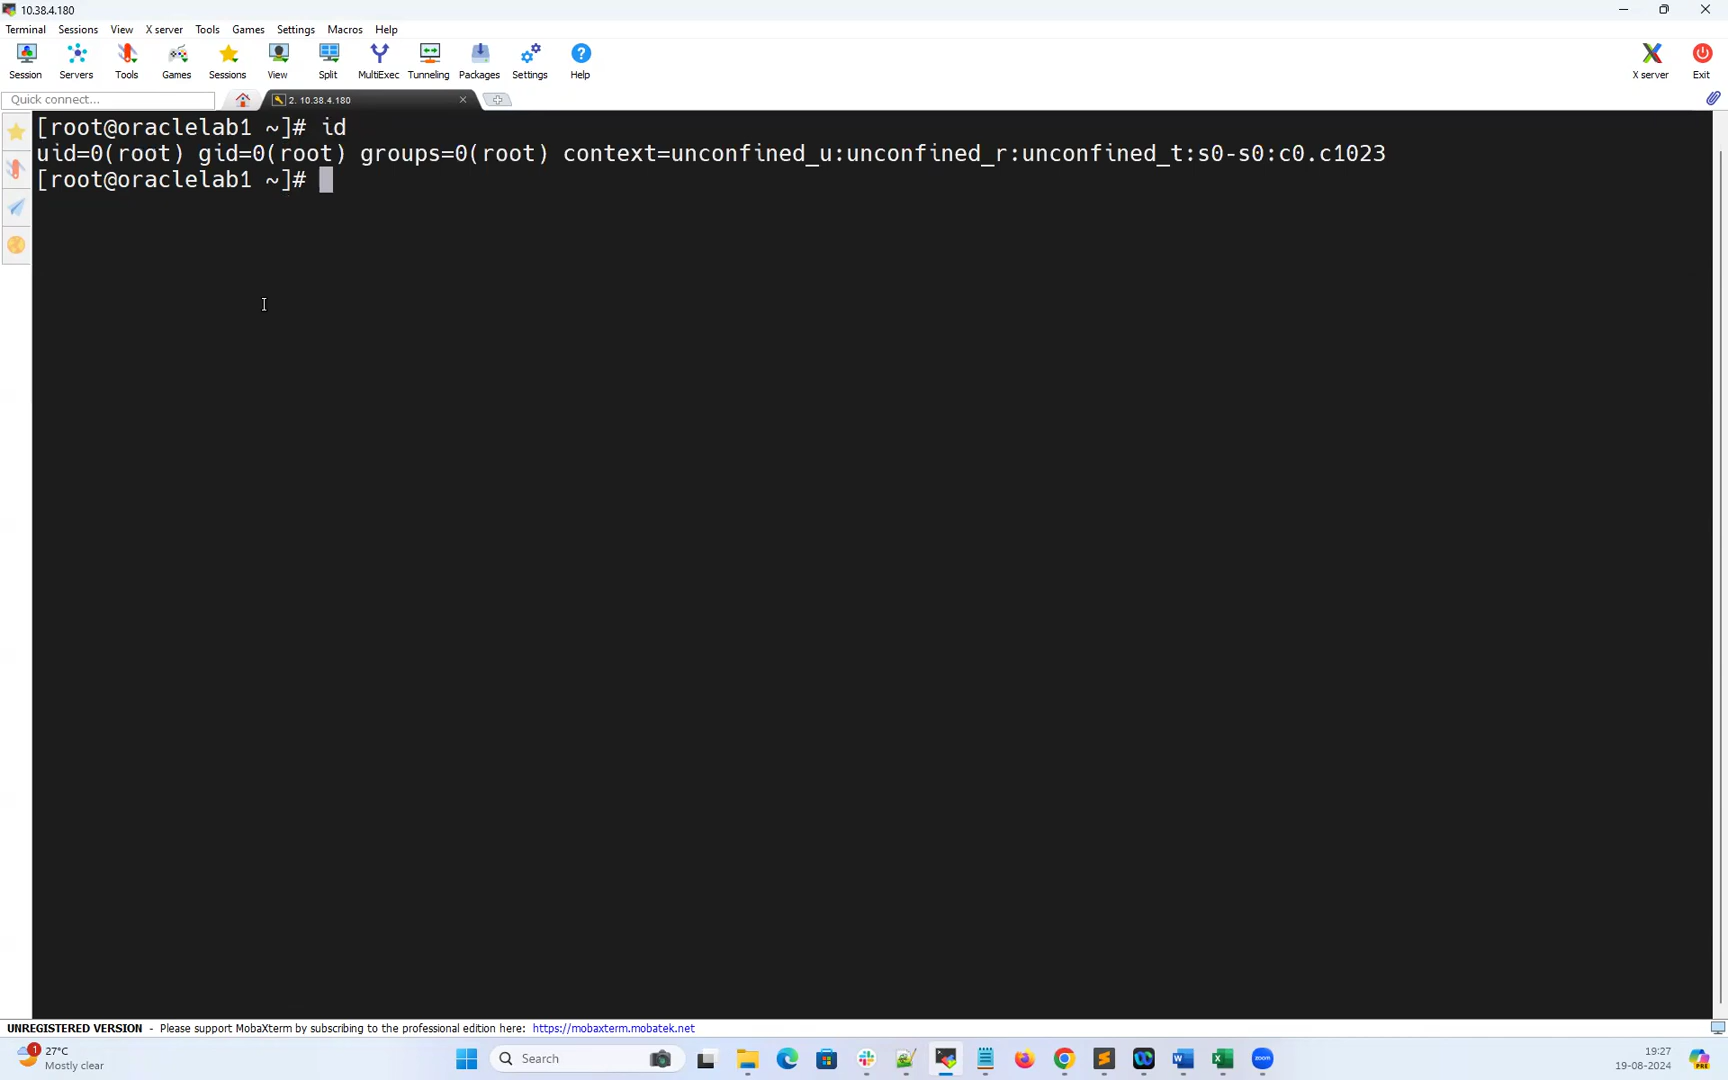 10.38.4.180
Terminal Sessions View X server Tools Games Settings Macros Help
Session Servers Tools Games Sessions View Split MultiExec Tunneling Packages Settings Help X server Exit
Quick connect... 2. 10.38.4.180
[root@oraclelab1 ~]# id
uid=0(root) gid=0(root) groups=0(root) context=unconfined_u:unconfined_r:unconfined_t:s0-s0:c0.c1023
[root@oraclelab1 ~]#
UNREGISTERED VERSION - Please support MobaXterm by subscribing to the professional edition here: https://mobaxterm.mobatek.net
1 27°C Search zoom 19:27
Mostly clear 19-08-2024 PRE